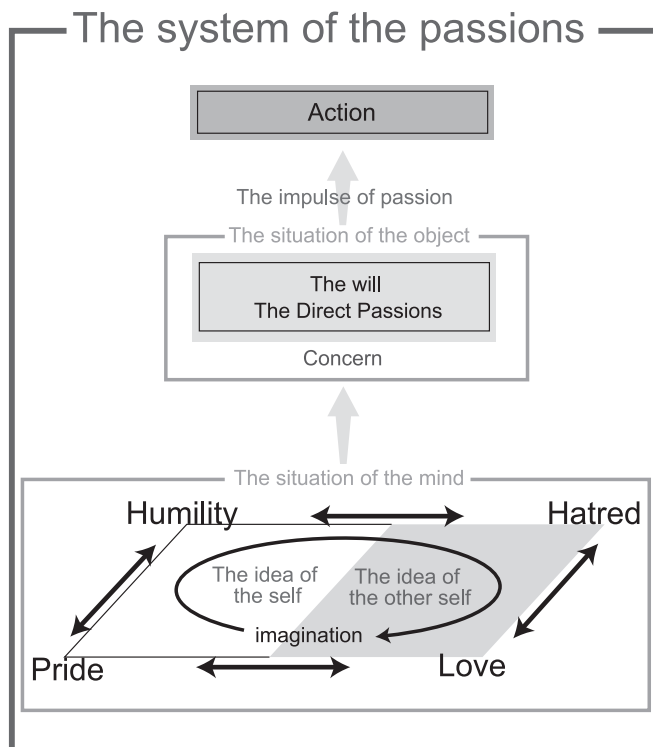 The system of the passions
Action
The impulse of passion
The situation of the object
The will
The Direct Passions
Concern
The situation of the mind
Humility
Hatred
The idea of
the self
The idea of
the other self
imagination
Pride
Love